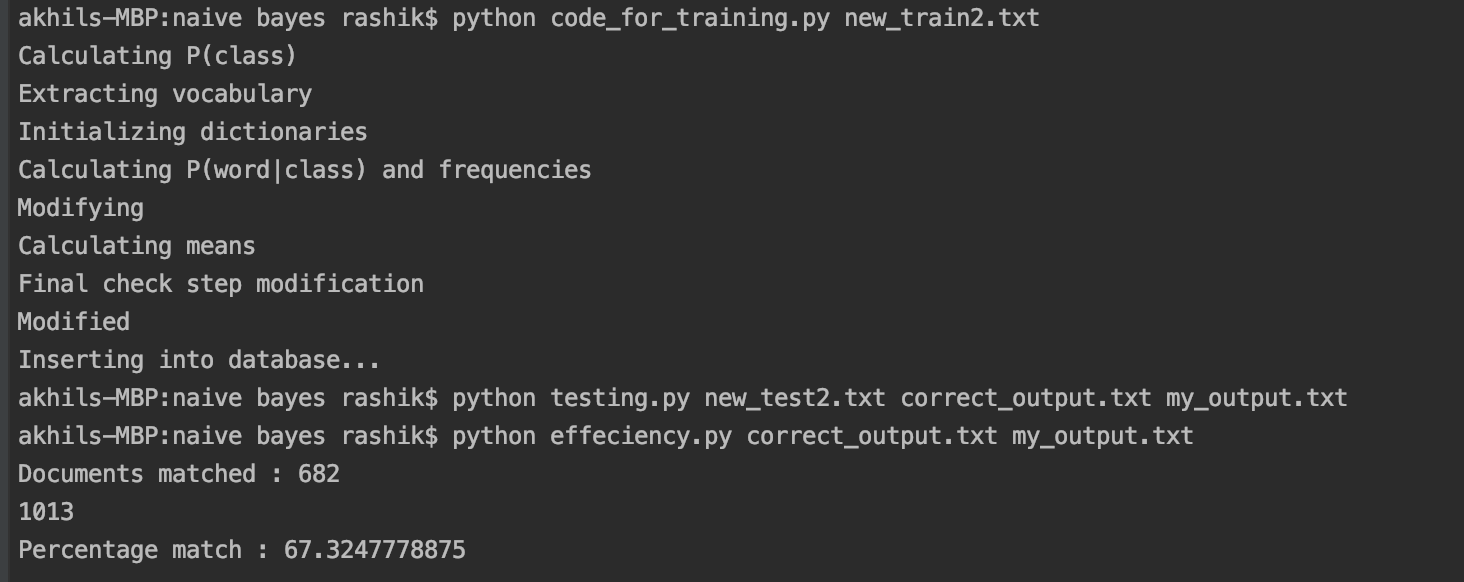 akhils-MBP:naive bayes rashik$ python code_for_training.py new_train2.txt
Calculating P(class)
Extracting vocabulary
Initializing dictionaries
Calculating P(word|class) and frequencies
Modifying
Calculating means
Final check step modification
Modified
Inserting into database...
akhils-MBP:naive bayes rashik$ python testing.py new_test2.txt correct_output.txt my_output.txt
akhils-MBP:naive bayes rashik$ python effeciency.py correct_output.txt my_output.txt
Documents matched : 682
1013
Percentage match : 67.3247778875